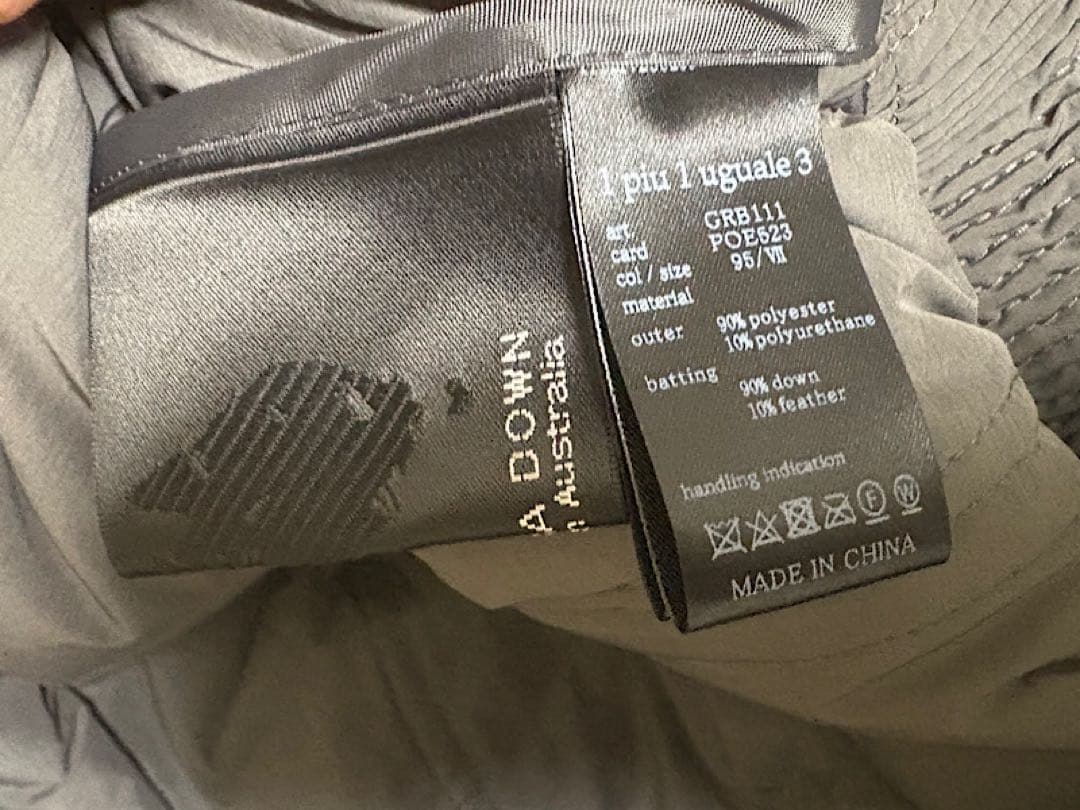 1 piu 1 uguale 3
art. GRB111
card POE523
col / size 95/Ⅶ
material
outer 90% polyester
10% polyurethane
batting 90% down
10% feather
handling indication
F W
MADE IN CHINA
A DOWN
Australia